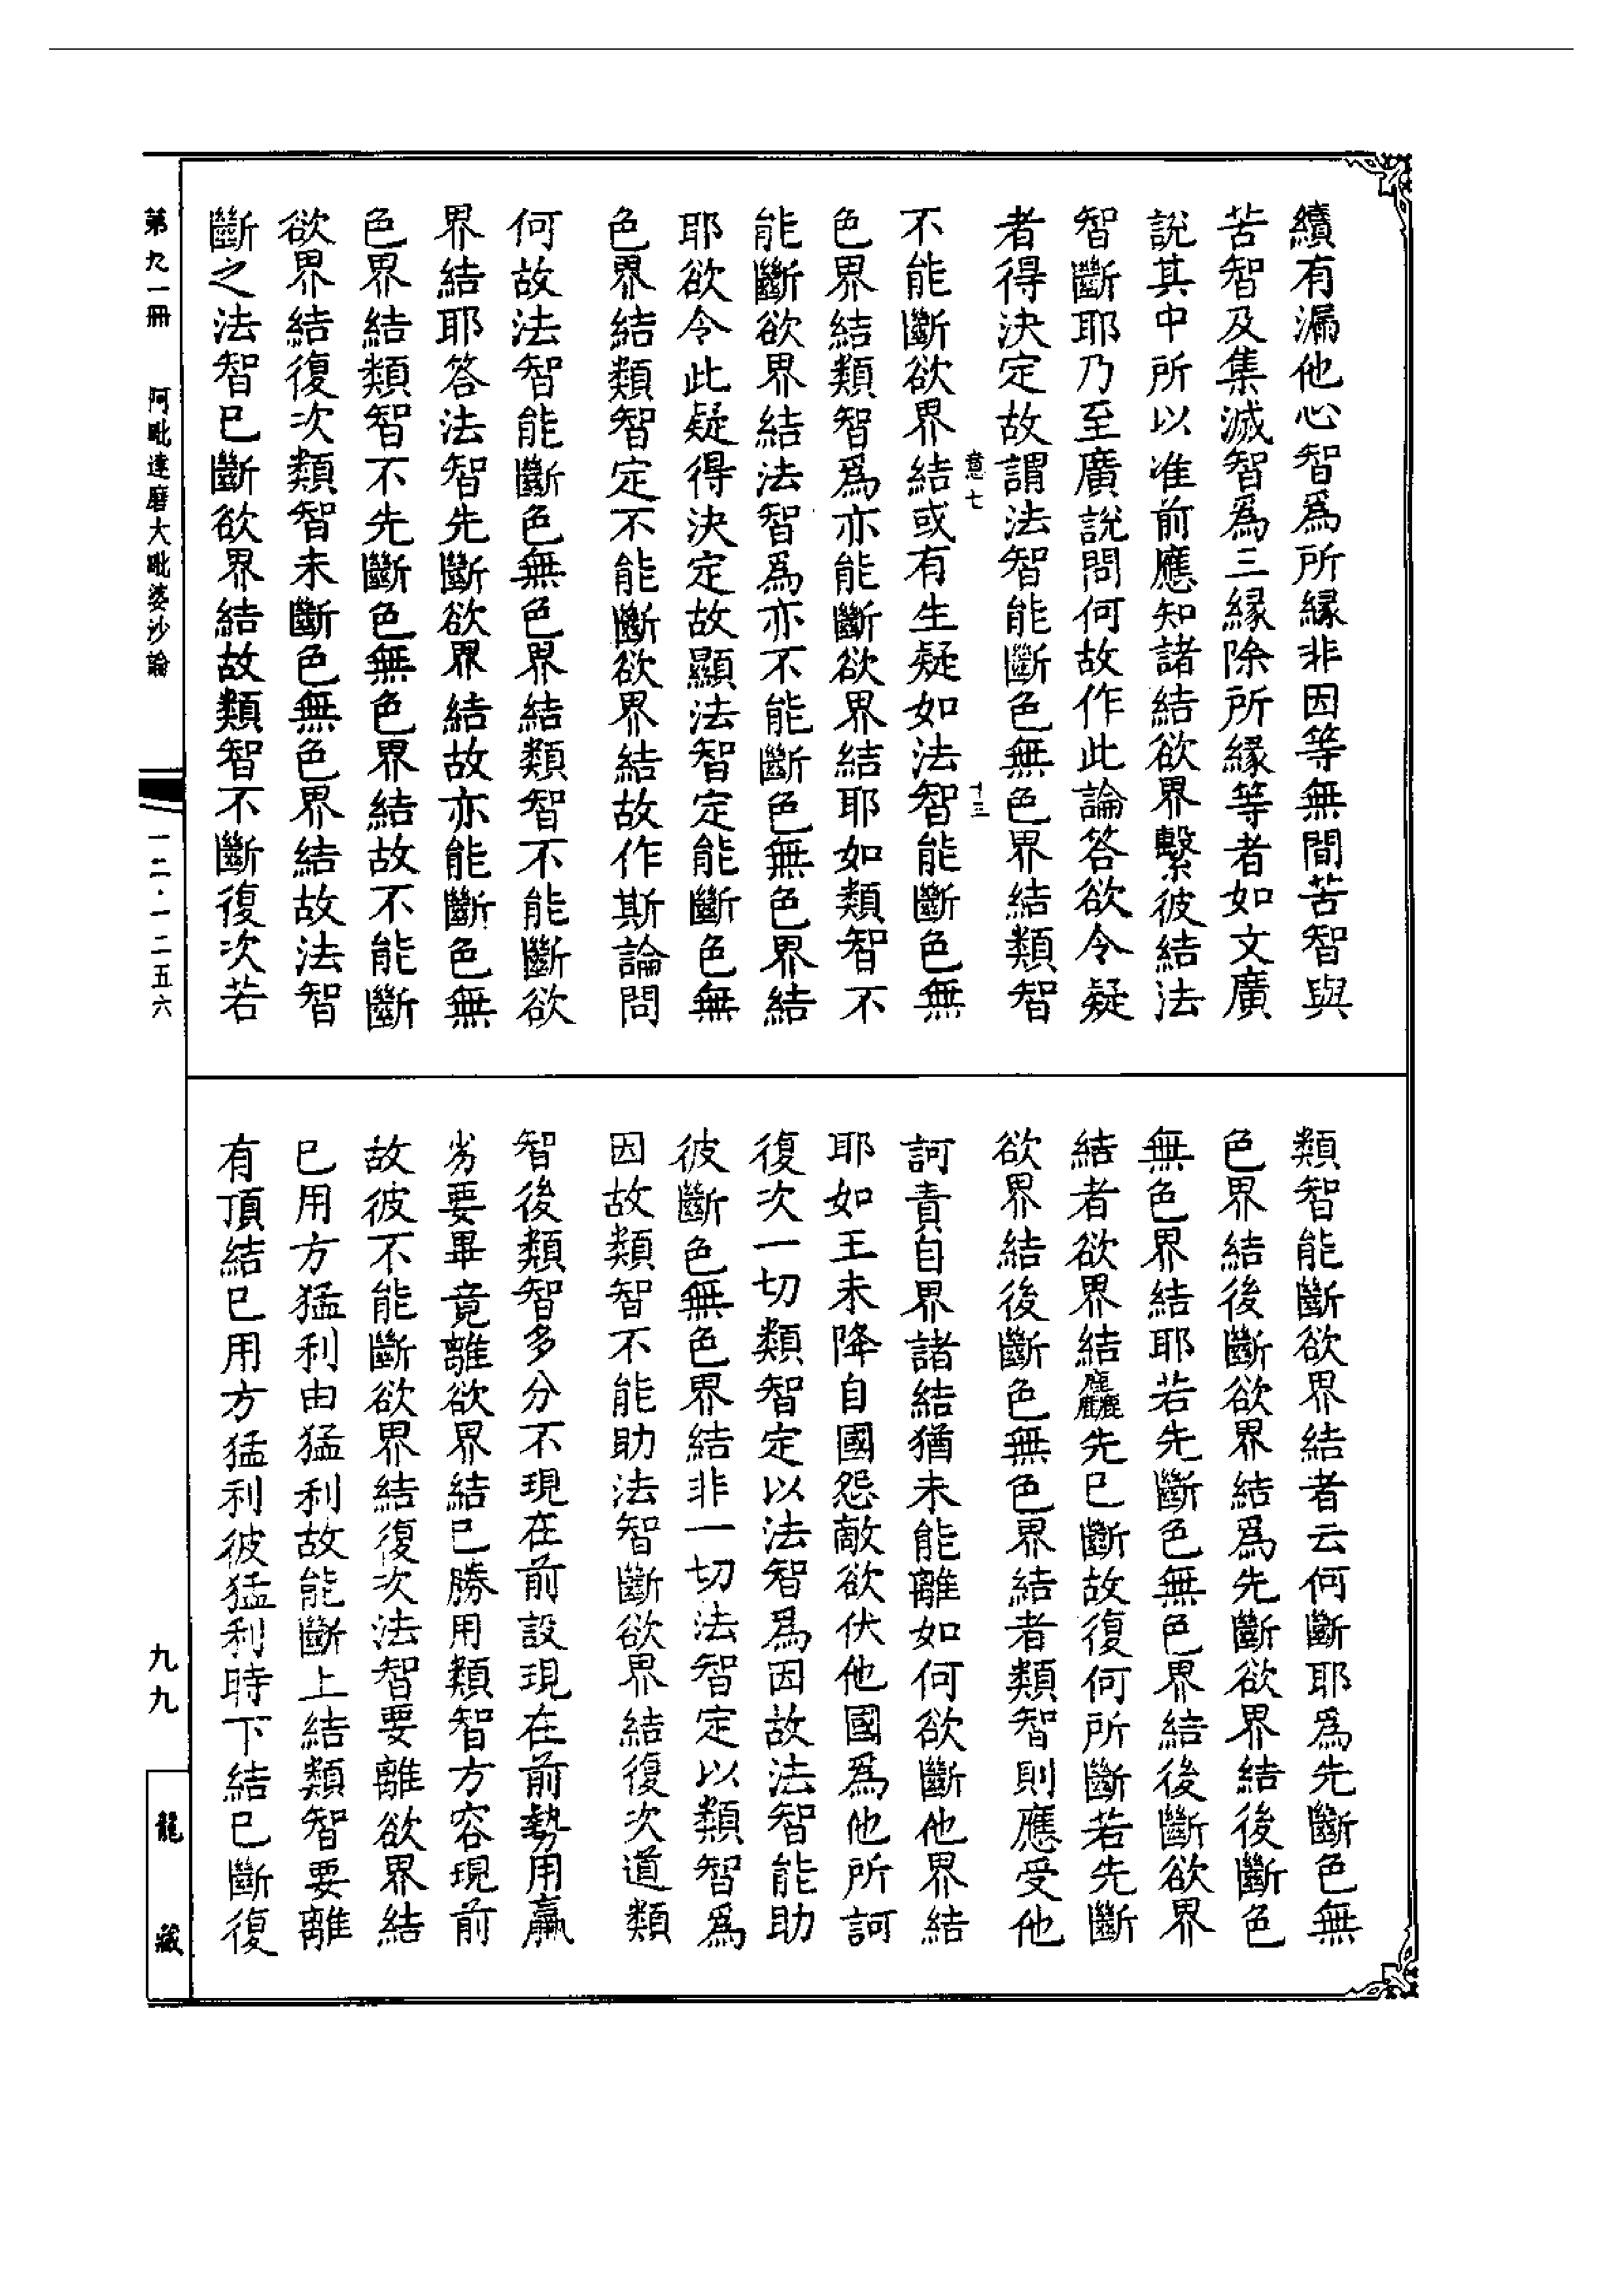 續有漏他心智爲所緣非因等無間苦智與
苦智及集滅智爲三緣除所緣等者如文廣
說其中所以准前應知諸結欲界繫彼結法
智斷耶乃至廣說問何故作此論答欲令疑
者得決定故謂法智能斷色無色界結類智
意七
十三
不能斷欲界結或有生疑如法智能斷色無
色界結類智爲亦能斷欲界結耶如類智不
能斷欲界結法智爲亦不能斷色無色界結
耶欲令此疑得決定故顯法智定能斷色無
色界結類智定不能斷欲界結故作斯論問
何故法智能斷色無色界結類智不能斷欲
界結耶答法智先斷欲界結故亦能斷色無
色界結類智不先斷色無色界結故不能斷
欲界結復次類智未斷色無色界結故法智
斷之法智已斷欲界結故類智不斷復次若
類智能斷欲界結者云何斷耶爲先斷色無
色界結後斷欲界結爲先斷欲界結後斷色
無色界結耶若先斷色無色界結後斷欲界
結者欲界結麤先已斷故復何所斷若先斷
欲界結後斷色無色界結者類智則應受他
訶責自界諸結猶未能離如何欲斷他界結
耶如王未降自國怨敵欲伏他國爲他所訶
復次一切類智定以法智爲因故法智能助
彼斷色無色界結非一切法智定以類智爲
因故類智不能助法智斷欲界結復次道類
智後類智多分不現在前設現在前勢用羸
劣要畢竟離欲界結已勝用類智方容現前
故彼不能斷欲界結復次法智要離欲界結
已用方猛利由猛利故能斷上結類智要離
有頂結已用方猛利彼猛利時下結已斷復
第九一冊
阿毗達磨大毗婆沙論
一二·一二五六
九九
龍藏